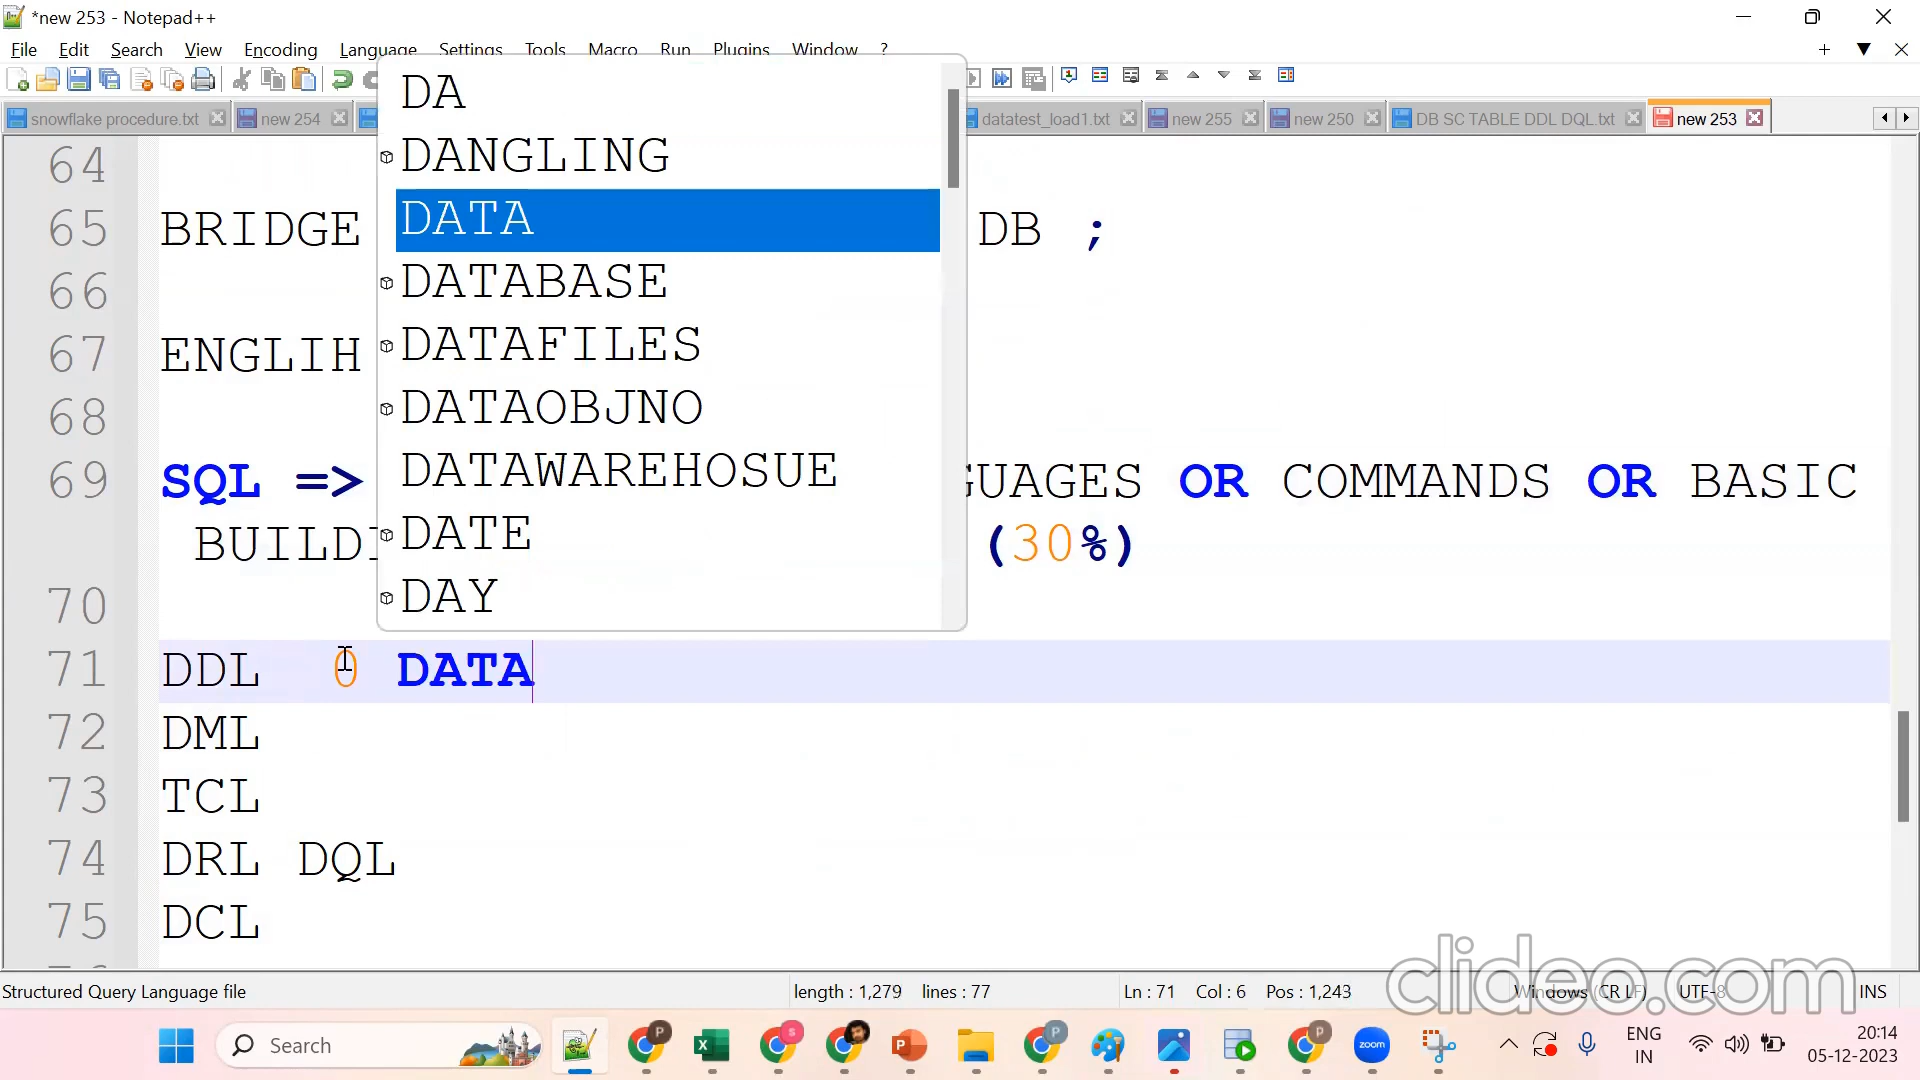 *new 253 - Notepad++
File Edit Search View Encoding Language Settings Tools Macro Run Plugins Window ?
snowflake procedure.txt new 254 datatest_load1.txt new 255 new 250 DB SC TABLE DDL DQL.txt new 253
DA
DANGLING
DATA
DATABASE
DATAFILES
DATAOBJNO
DATAWAREHOSUE
DATE
DAY
64
65 BRIDGE DB ;
66
67 ENGLIH
68
69 SQL => GUAGES OR COMMANDS OR BASIC
BUILDI (30%)
70
71 DDL 0 DATA
72 DML
73 TCL
74 DRL DQL
75 DCL
clideo.com
Structured Query Language file length : 1,279 lines : 77 Ln : 71 Col : 6 Pos : 1,243 Windows (CR LF) UTF-8 INS
Search zoom ENG 20:14
IN 05-12-2023